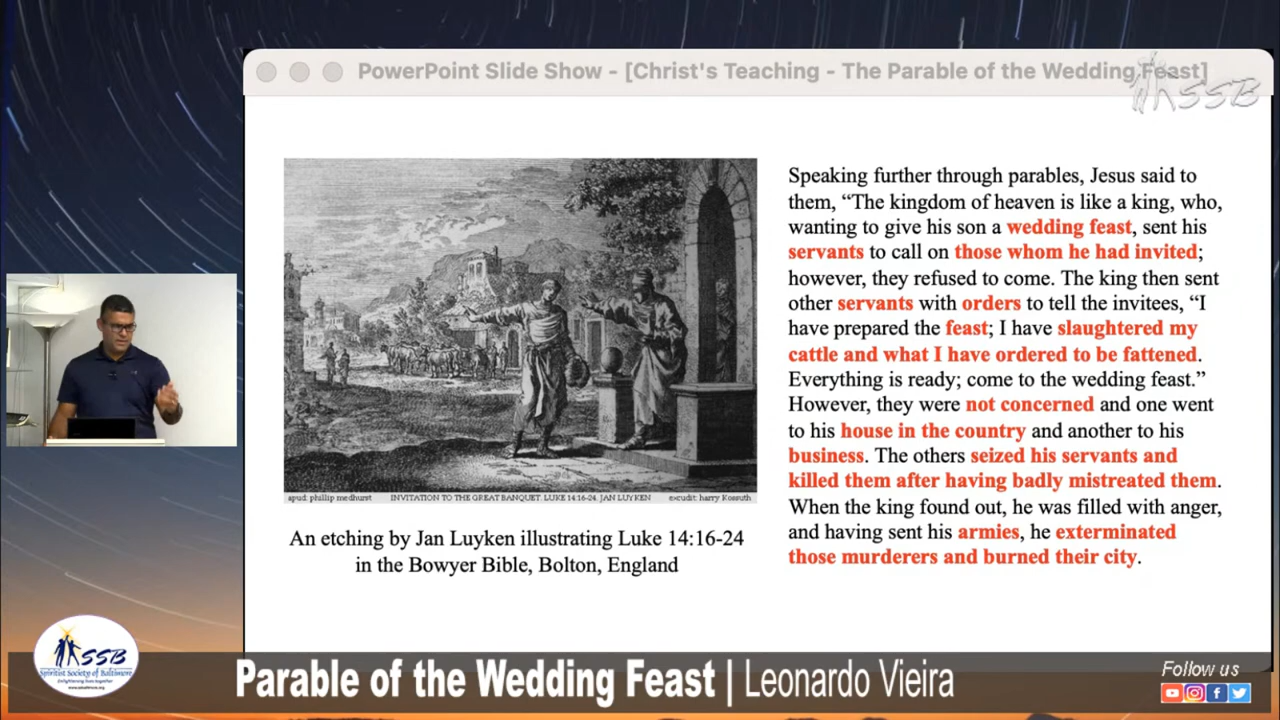 PowerPoint Slide Show - [Christ's Teaching - The Parable of the Wedding Feast]
SSB
Speaking further through parables, Jesus said to
them, “The kingdom of heaven is like a king, who,
wanting to give his son a wedding feast, sent his
servants to call on those whom he had invited;
however, they refused to come. The king then sent
other servants with orders to tell the invitees, “I
have prepared the feast; I have slaughtered my
cattle and what I have ordered to be fattened.
Everything is ready; come to the wedding feast.”
However, they were not concerned and one went
to his house in the country and another to his
business. The others seized his servants and
killed them after having badly mistreated them.
When the king found out, he was filled with anger,
and having sent his armies, he exterminated
those murderers and burned their city.
apud: phillip medhurst INVITATION TO THE GREAT BANQUET. LUKE 14:16-24. JAN LUYKEN excudit: harry Kossuth
An etching by Jan Luyken illustrating Luke 14:16-24
in the Bowyer Bible, Bolton, England
SSB
Spiritist Society of Baltimore
Enlightening lives together
Parable of the Wedding Feast | Leonardo Vieira
Follow us